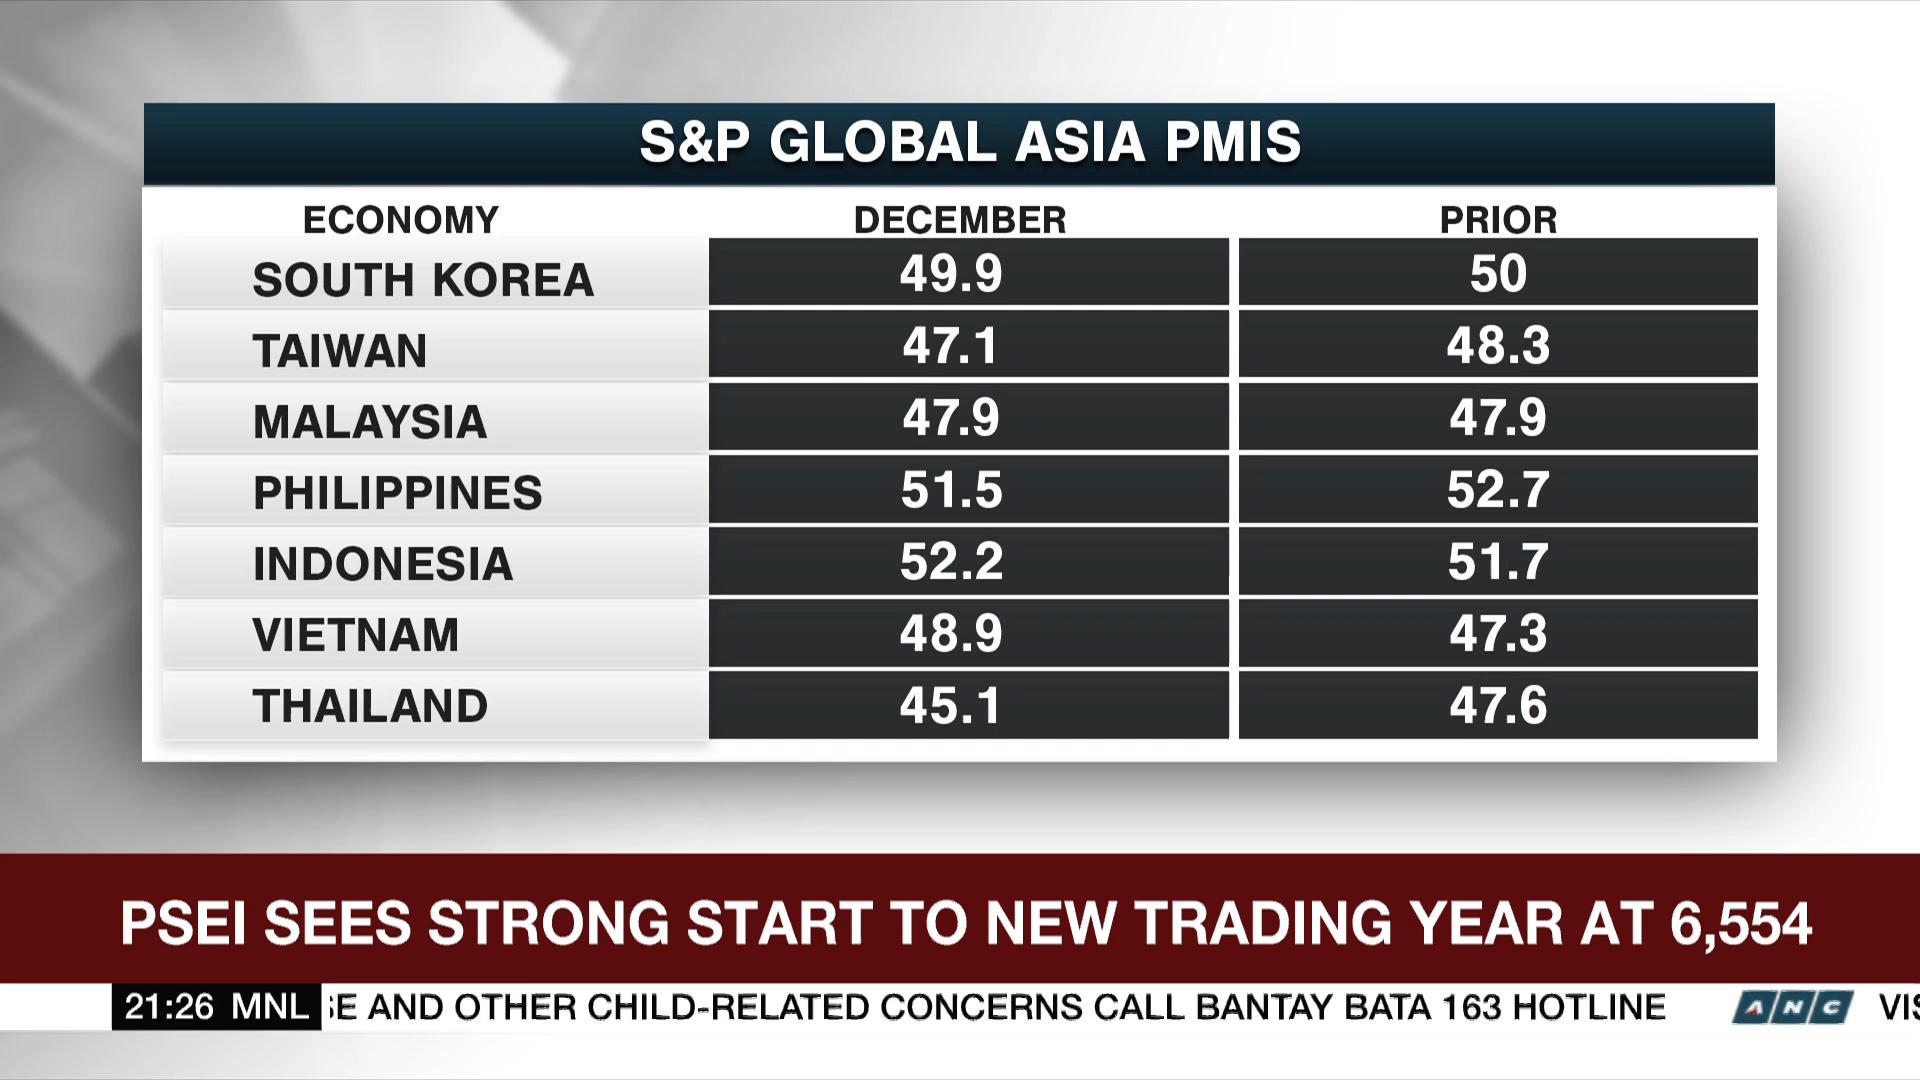 S&P GLOBAL ASIA PMIS
ECONOMY DECEMBER PRIOR
SOUTH KOREA 49.9 50
TAIWAN 47.1 48.3
MALAYSIA 47.9 47.9
PHILIPPINES 51.5 52.7
INDONESIA 52.2 51.7
VIETNAM 48.9 47.3
THAILAND 45.1 47.6
PSEI SEES STRONG START TO NEW TRADING YEAR AT 6,554
21:26 MNL AND OTHER CHILD-RELATED CONCERNS CALL BANTAY BATA 163 HOTLINE ANC